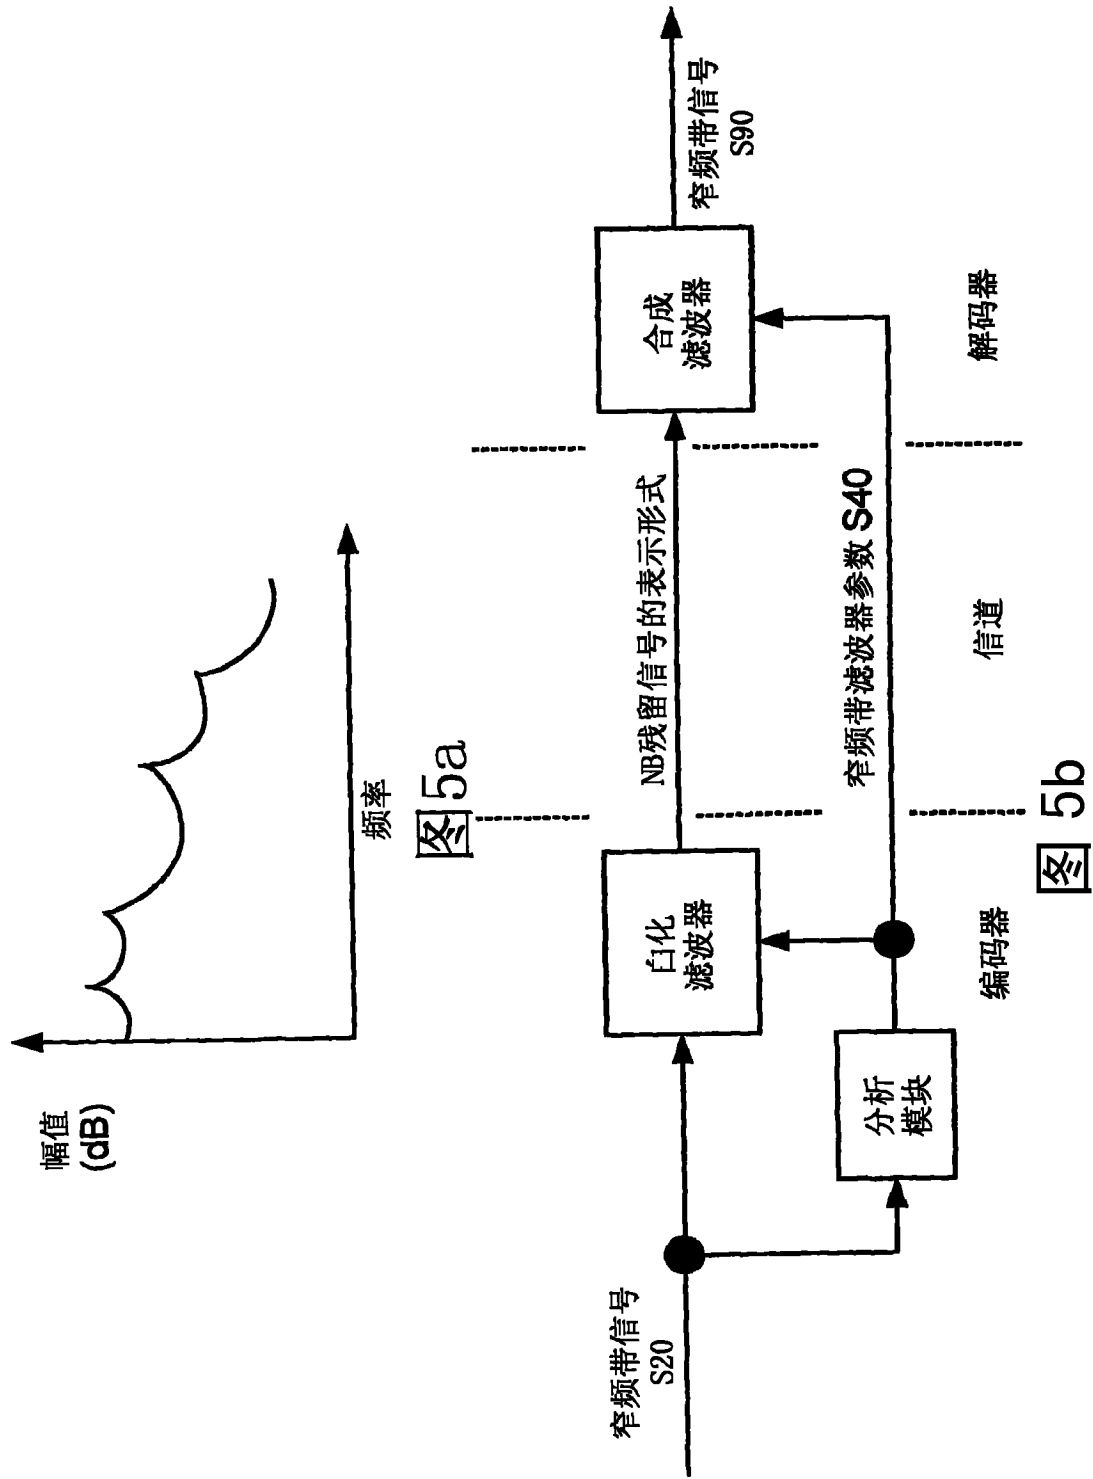 幅值
(dB)
频率
图 5a
窄频带信号
S20
白化
滤波器
NB残留信号的表示形式
合成
滤波器
窄频带信号
S90
分析
模块
窄频带滤波器参数 S40
编码器
信道
解码器
图 5b